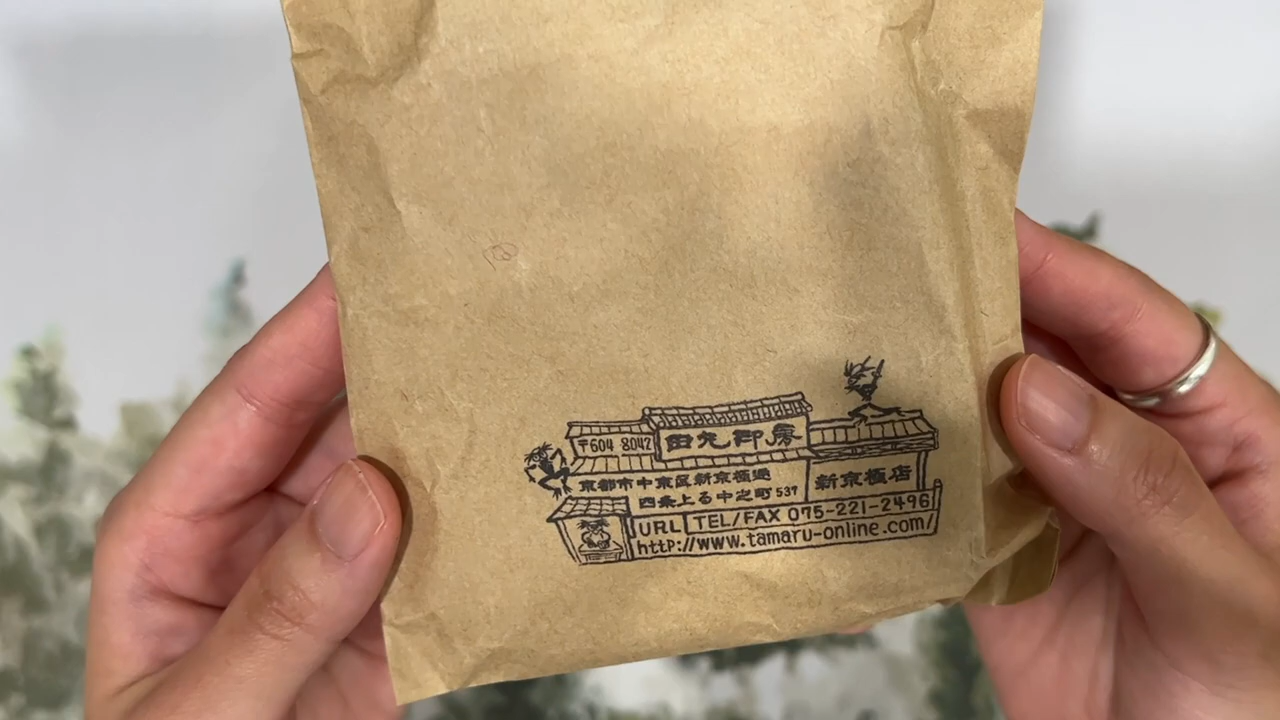 〒604 8042 田丸印房
京都市中京区新京極通
四条上る中之町537
新京極店
URL TEL/FAX 075-221-2496
http://www.tamaru-online.com/